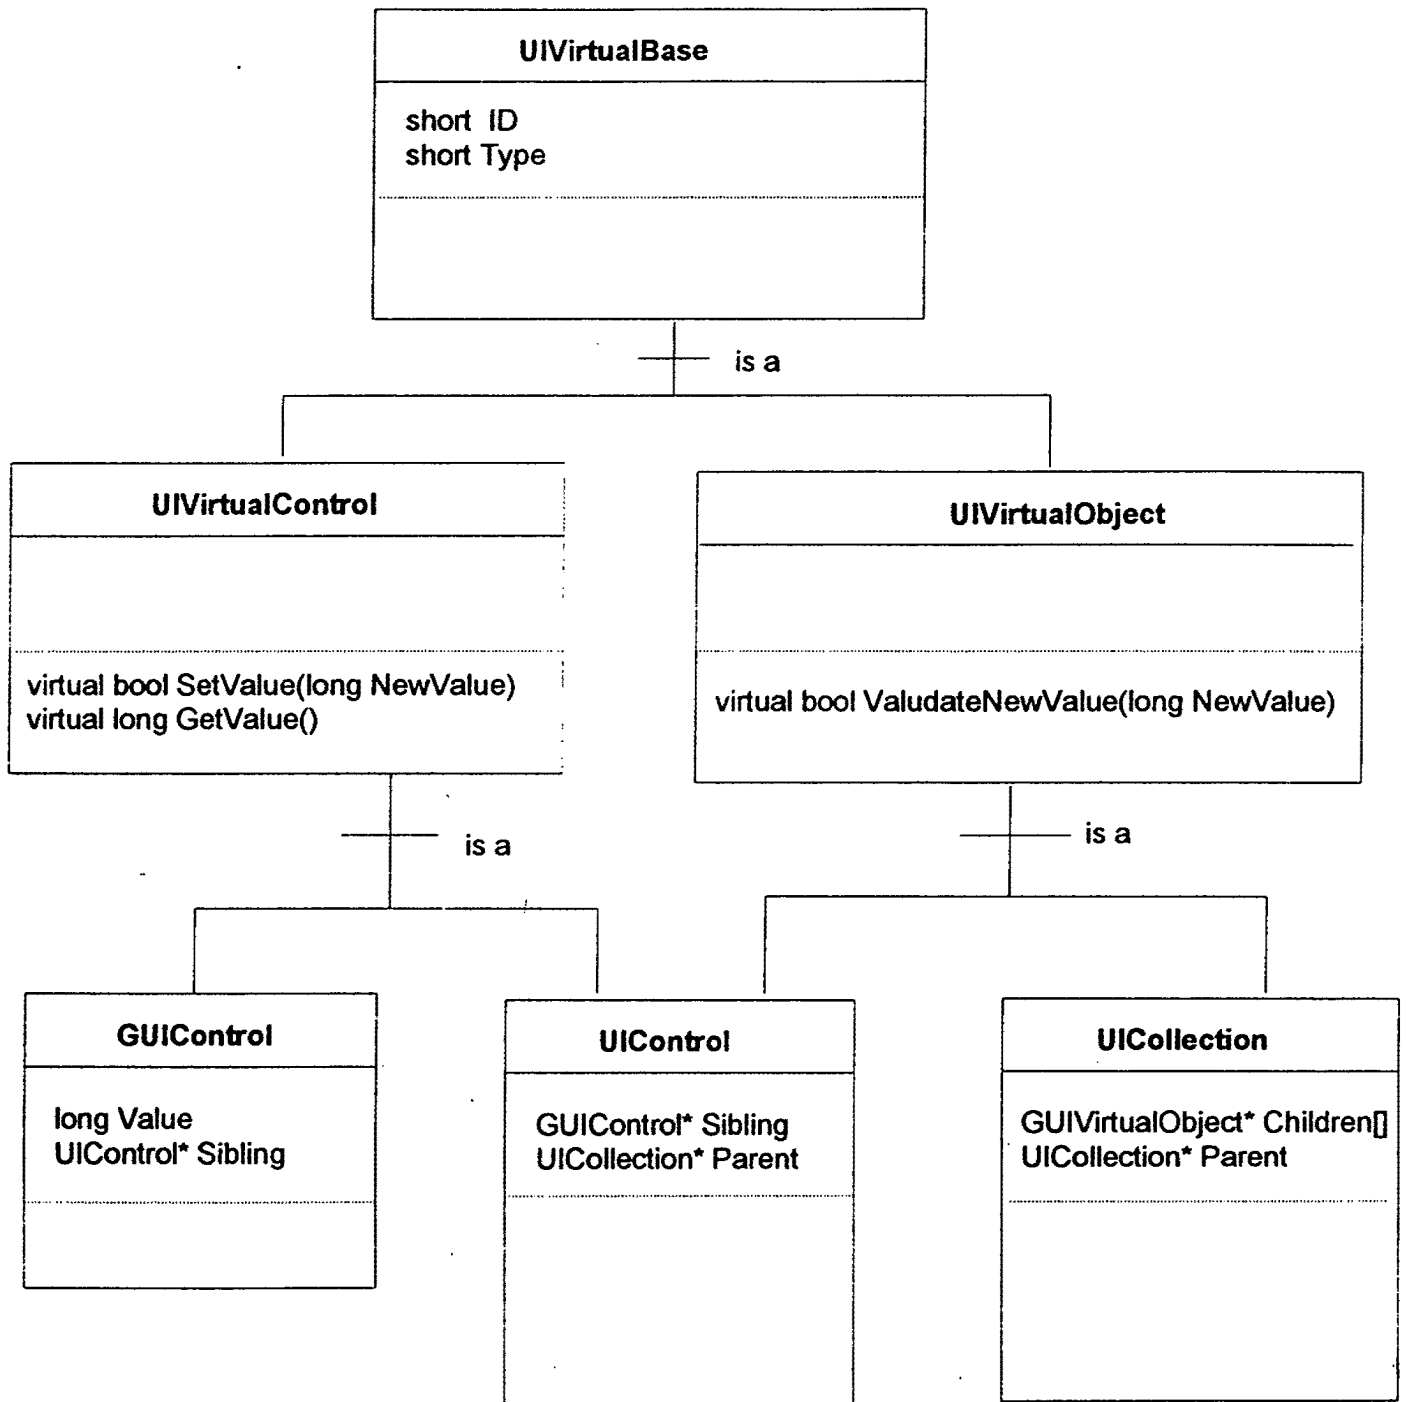 UIVirtualBase
short ID
short Type
is a
UIVirtualControl
virtual bool SetValue(long NewValue)
virtual long GetValue()
UIVirtualObject
virtual bool ValudateNewValue(long NewValue)
is a
is a
GUIControl
long Value
UIControl* Sibling
UIControl
GUIControl* Sibling
UICollection* Parent
UICollection
GUIVirtualObject* Children[]
UICollection* Parent